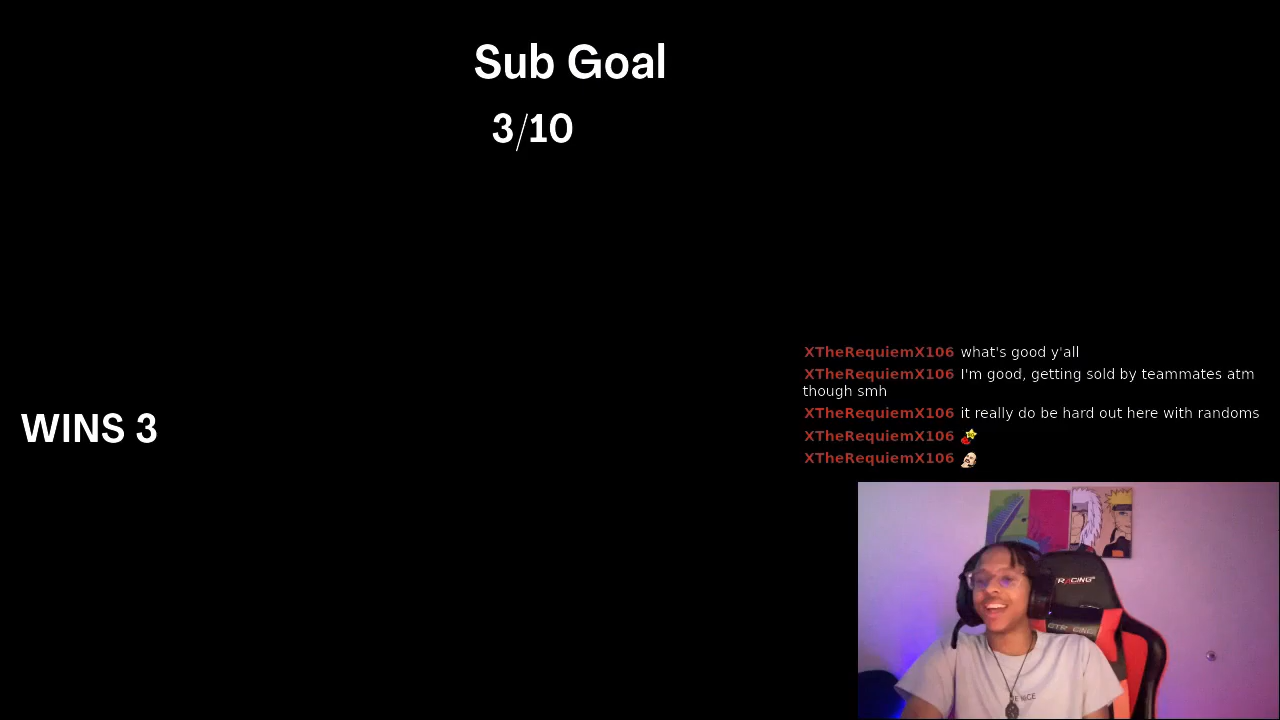 Sub Goal
3/10
XTheRequiemX106 what's good y'all
XTheRequiemX106 I'm good, getting sold by teammates atm
though smh
XTheRequiemX106 it really do be hard out here with randoms
WINS 3
XTheRequiemX106
XTheRequiemX106
GTR